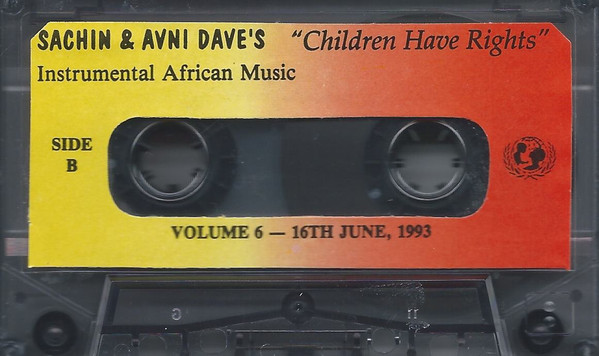 SACHIN & AVNI DAVE'S "Children Have Rights"
Instrumental African Music
SIDE
B
VOLUME 6 — 16TH JUNE, 1993